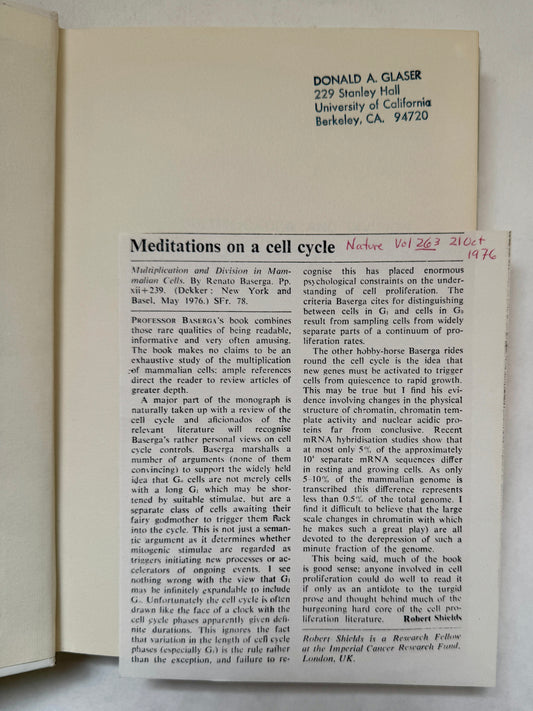 DONALD A. GLASER
229 Stanley Hall
University of California
Berkeley, CA. 94720
Meditations on a cell cycle
Nature Vol 263 21 Oct
1976
Multiplication and Division in Mam-
malian Cells. By Renato Baserga. Pp.
xii+239. (Dekker: New York and
Basel, May 1976.) SFr. 78.
PROFESSOR BASERGA'S book combines
those rare qualities of being readable,
informative and very often amusing.
The book makes no claims to be an
exhaustive study of the multiplication
of mammalian cells; ample references
direct the reader to review articles of
greater depth.
A major part of the monograph is
naturally taken up with a review of the
cell cycle and aficionados of the
relevant literature will recognise
Baserga's rather personal views on cell
cycle controls. Baserga marshalls a
number of arguments (none of them
convincing) to support the widely held
idea that G₀ cells are not merely cells
with a long G₁ which may be shor-
tened by suitable stimulae, but are a
separate class of cells awaiting their
fairy godmother to trigger them back
into the cycle. This is not just a seman-
tic argument as it determines whether
mitogenic stimulae are regarded as
triggers initiating new processes or ac-
celerators of ongoing events. I see
nothing wrong with the view that G₁
may be infinitely expandable to include
G₀. Unfortunately the cell cycle is often
drawn like the face of a clock with the
cell cycle phases apparently given defi-
nite durations. This ignores the fact
that variation in the length of cell cycle
phases (especially G₁) is the rule rather
than the exception, and failure to re-
cognise this has placed enormous
psychological constraints on the under-
standing of cell proliferation. The
criteria Baserga cites for distinguishing
between cells in G₁ and cells in G₀
result from sampling cells from widely
separate parts of a continuum of pro-
liferation rates.
The other hobby-horse Baserga rides
round the cell cycle is the idea that
new genes must be activated to trigger
cells from quiescence to rapid growth.
This may be true but I find his evi-
dence involving changes in the physical
structure of chromatin, chromatin tem-
plate activity and nuclear acidic pro-
teins far from conclusive. Recent
mRNA hybridisation studies show that
at most only 5% of the approximately
separate mRNA sequences differ
in resting and growing cells. As only
5-10% of the mammalian genome is
transcribed this difference represents
less than 0.5% of the total genome. I
find it difficult to believe that the large
scale changes in chromatin with which
he makes such a great play) are all
devoted to the derepression of such a
minute fraction of the genome.
This being said, much of the book
is good sense; anyone involved in cell
proliferation could do well to read it
if only as an antidote to the turgid
prose and thought behind much of the
burgeoning hard core of the cell pro-
liferation literature. Robert Shields
Robert Shields is a Research Fellow
at the Imperial Cancer Research Fund,
London, UK.